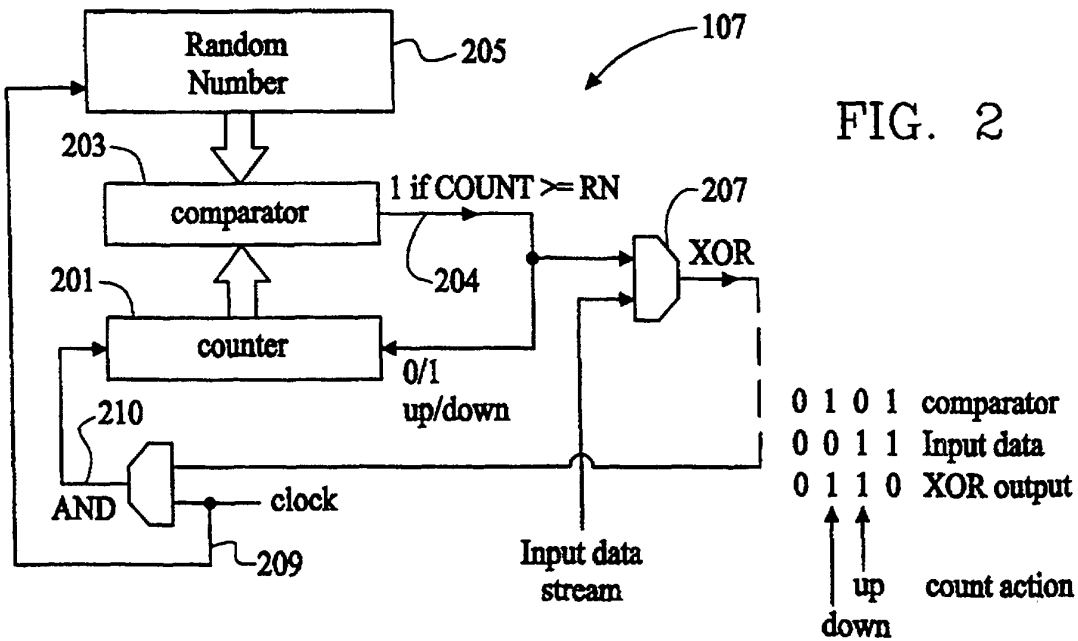 Random
Number
205
107
FIG. 2
203
comparator
1 if COUNT >= RN
204
207
XOR
201
counter
0/1
up/down
210
AND
clock
209
Input data
stream
0 1 0 1 comparator
0 0 1 1 Input data
0 1 1 0 XOR output
up count action
down